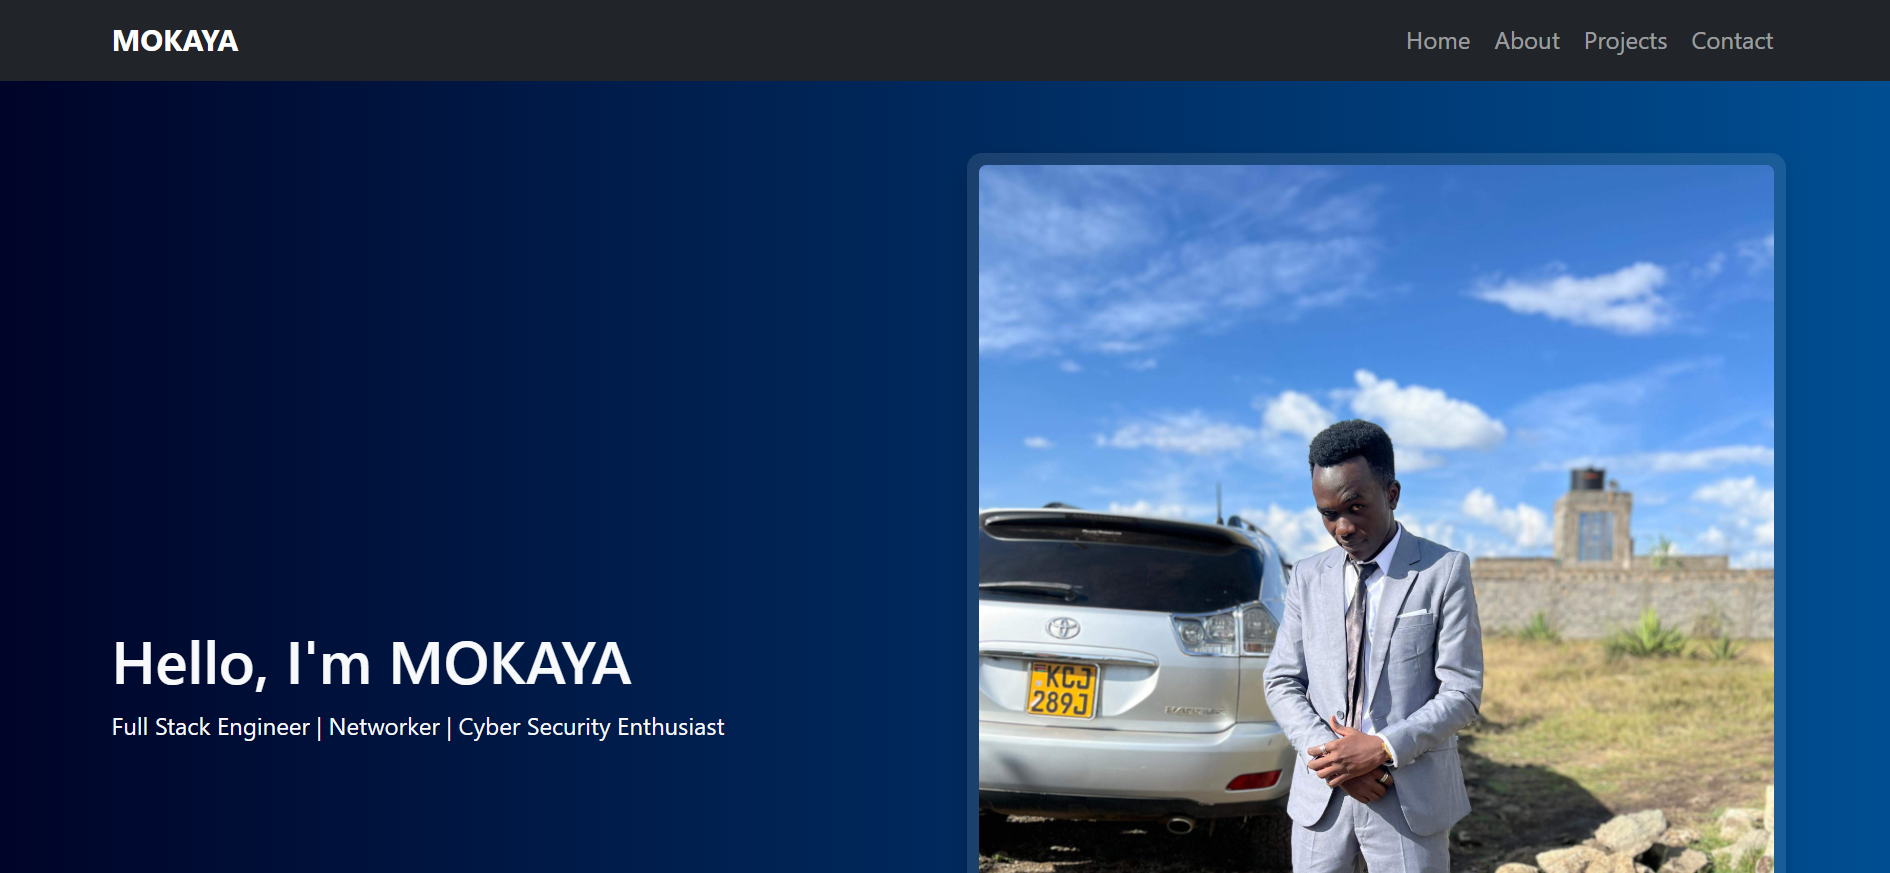 MOKAYA
Home About Projects Contact
Hello, I'm MOKAYA
Full Stack Engineer | Networker | Cyber Security Enthusiast
KCJ
289J